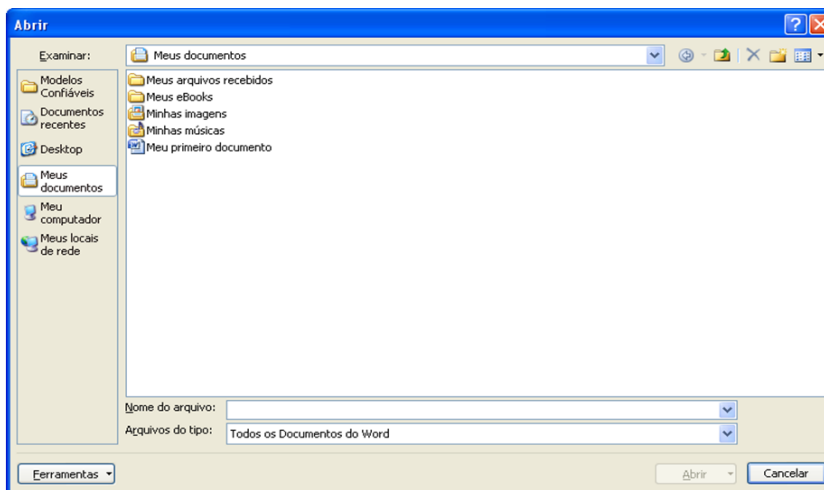 Abrir
Examinar:
Meus documentos
Modelos
Confiáveis
Documentos
recentes
Desktop
Meus
documentos
Meu
computador
Meus locais
de rede
Meus arquivos recebidos
Meus eBooks
Minhas imagens
Minhas músicas
Meu primeiro documento
Nome do arquivo:
Arquivos do tipo:
Todos os Documentos do Word
Ferramentas
Abrir
Cancelar